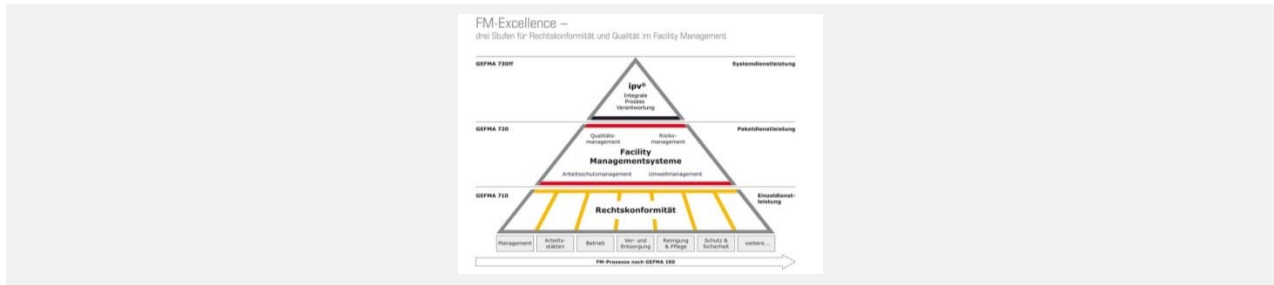 FM-Excellence –
drei Stufen für Rechtskonformität und Qualität im Facility Management
GEFMA 730ff
Systemdienstleistung
ipv®
Integrale
Prozess
Verantwortung
GEFMA 720
Paketdienstleistung
Qualitäts-
management
Risiko-
management
Facility
Managementsysteme
Arbeitsschutzmanagement
Umweltmanagement
GEFMA 710
Einzeldienst-
leistung
Rechtskonformität
Management
Arbeits-
stätten
Betrieb
Ver- und
Entsorgung
Reinigung
& Pflege
Schutz &
Sicherheit
weitere...
FM-Prozesse nach GEFMA 100